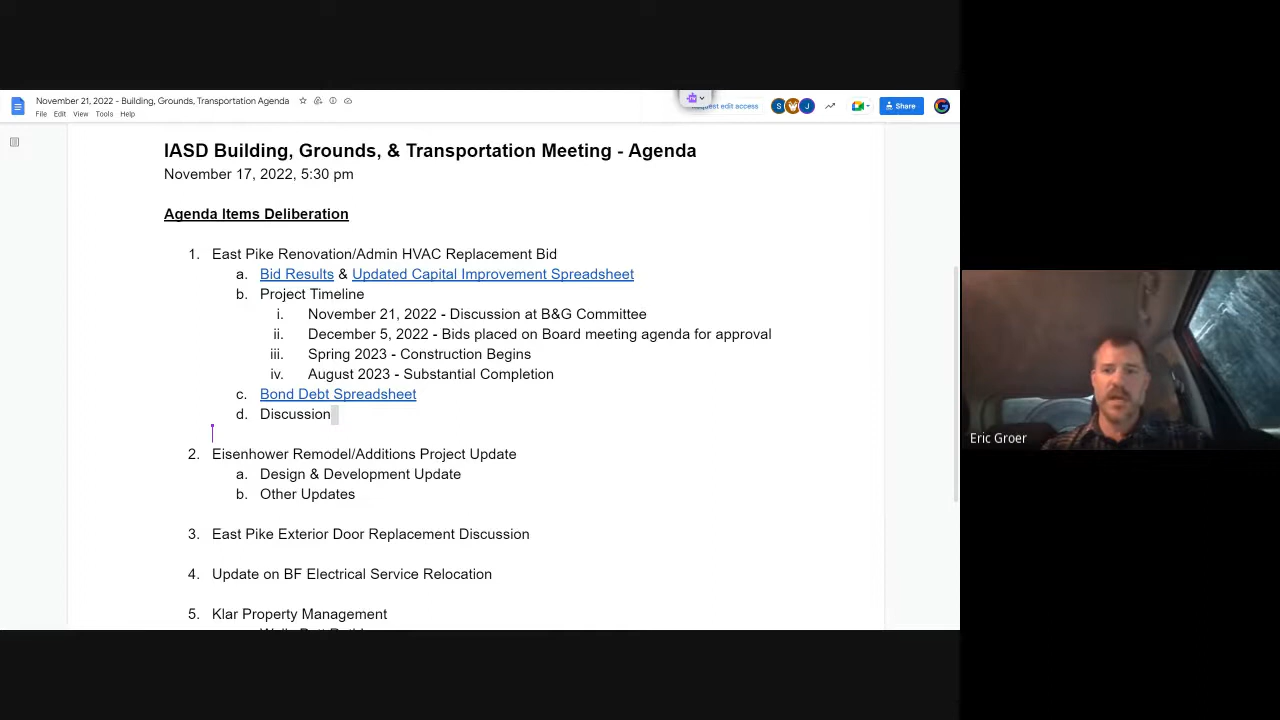 November 21, 2022 - Building, Grounds, Transportation Agenda
File Edit View Tools Help
Request edit access
S
J
Share
IASD Building, Grounds, & Transportation Meeting - Agenda
November 17, 2022, 5:30 pm
Agenda Items Deliberation
1. East Pike Renovation/Admin HVAC Replacement Bid
a. Bid Results & Updated Capital Improvement Spreadsheet
b. Project Timeline
i. November 21, 2022 - Discussion at B&G Committee
ii. December 5, 2022 - Bids placed on Board meeting agenda for approval
iii. Spring 2023 - Construction Begins
iv. August 2023 - Substantial Completion
c. Bond Debt Spreadsheet
d. Discussion
2. Eisenhower Remodel/Additions Project Update
a. Design & Development Update
b. Other Updates
3. East Pike Exterior Door Replacement Discussion
4. Update on BF Electrical Service Relocation
5. Klar Property Management
Eric Groer